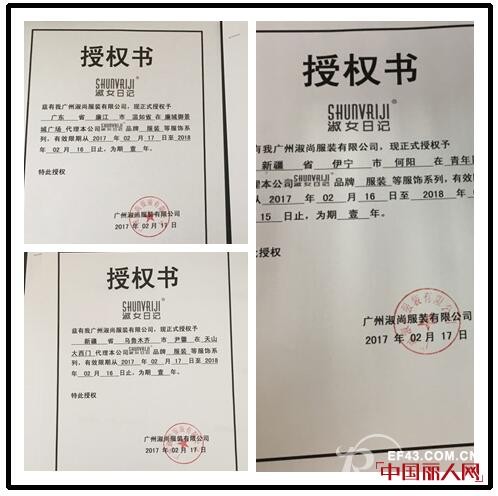 授权书
SHUNVRIJI®
淑女日记
兹有我广州淑尚服装有限公司，现正式授权予
广东 省 廉江 市 温知省 在 廉城御景
城广场 代理本公司 淑女日记 品牌 服装 等服饰系
列，有效限期从 2017 年 02 月 17 日至 2018
年 02 月 16 日止，为期 壹 年。
特此授权
广州淑尚服装有限公司
2017 年 02 月 17 日
授权书
SHUNVRIJI®
淑女日记
兹有我广州淑尚服装有限公司，现正式授权予
新疆 省 乌鲁木齐 市 尹疆 在 天山
大西门 代理本公司 品牌 服装 等服饰系
列，有效限期从 2017 年 02 月 17 日至 2018
年 02 月 16 日止，为期 壹 年。
特此授权
广州淑尚服装有限公司
2017 年 02 月 17 日
授权书
SHUNVRIJI®
淑女日记
有我广州淑尚服装有限公司，现正式授权予
新疆 省 伊宁 市 何阳 在 青年
代理本公司 品牌 服装 等服饰系列，
从 2017 年 02 月 16 日至 2018 年
15 日止，为期 壹 年。
此授权
广州淑尚服装有限公司
2017 年 02 月 17 日
EF43.COM.CN
中国丽人网